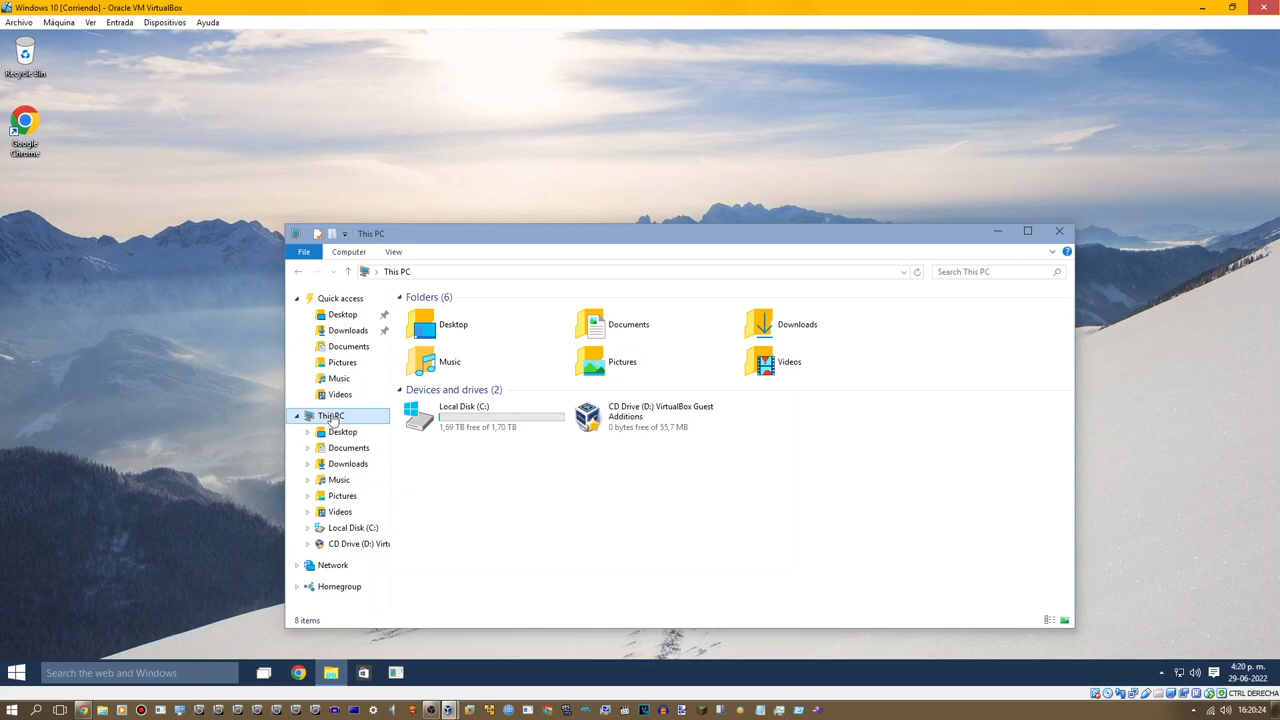 Windows 10 [Corriendo] - Oracle VM VirtualBox
Archivo Máquina Ver Entrada Dispositivos Ayuda
Recycle Bin
Google
Chrome
This PC
File Computer View
This PC
Search This PC
Quick access
Desktop
Downloads
Documents
Pictures
Music
Videos
This PC
Desktop
Documents
Downloads
Music
Pictures
Videos
Local Disk (C:)
CD Drive (D:) Virtu
Network
Homegroup
Folders (6)
Desktop Documents Downloads
Music Pictures Videos
Devices and drives (2)
Local Disk (C:)
1,69 TB free of 1,70 TB
CD Drive (D:) VirtualBox Guest
Additions
0 bytes free of 55,7 MB
8 items
Search the web and Windows
4:20 p. m.
29-06-2022
CTRL DERECHA
16:20:24